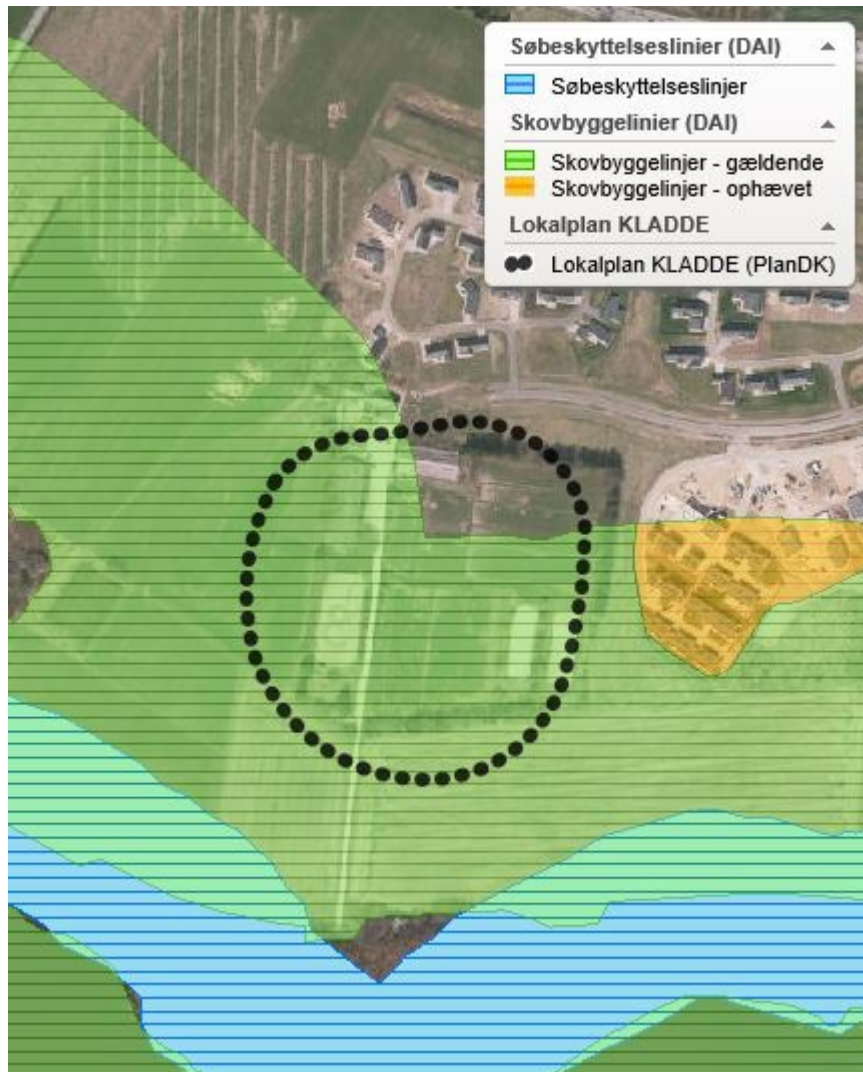 Søbeskyttelseslinier (DAI)
Søbeskyttelseslinjer
Skovbyggelinier (DAI)
Skovbyggelinjer - gældende
Skovbyggelinjer - ophævet
Lokalplan KLADDE
Lokalplan KLADDE (PlanDK)